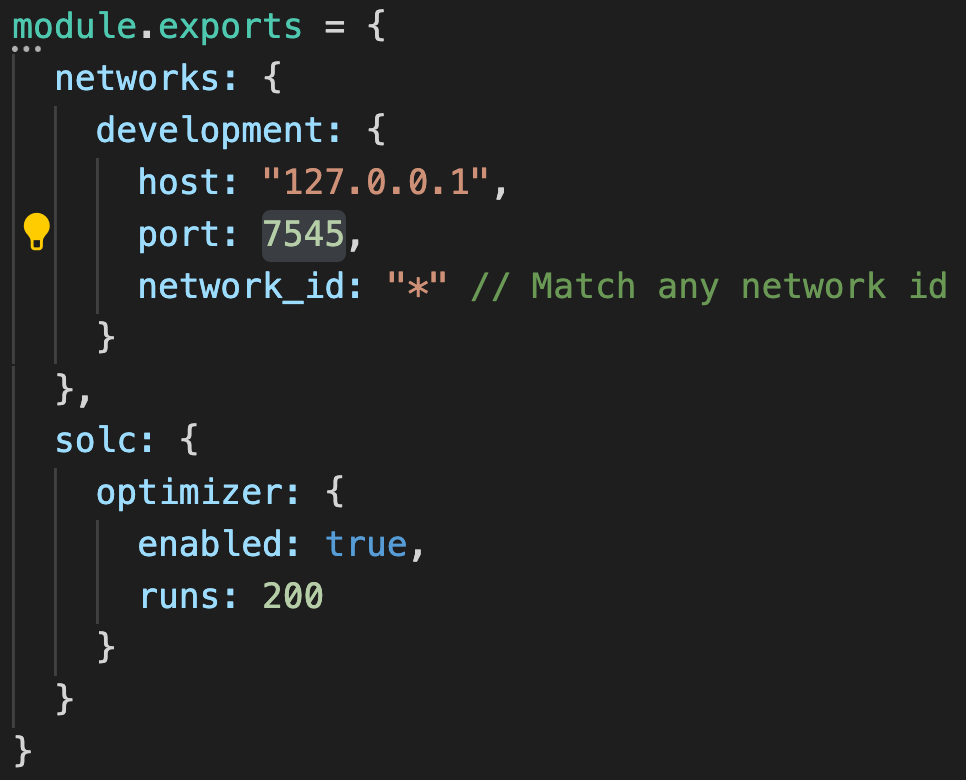 module.exports = {
  networks: {
    development: {
      host: "127.0.0.1",
      port: 7545,
      network_id: "*" // Match any network id
    }
  },
  solc: {
    optimizer: {
      enabled: true,
      runs: 200
    }
  }
}